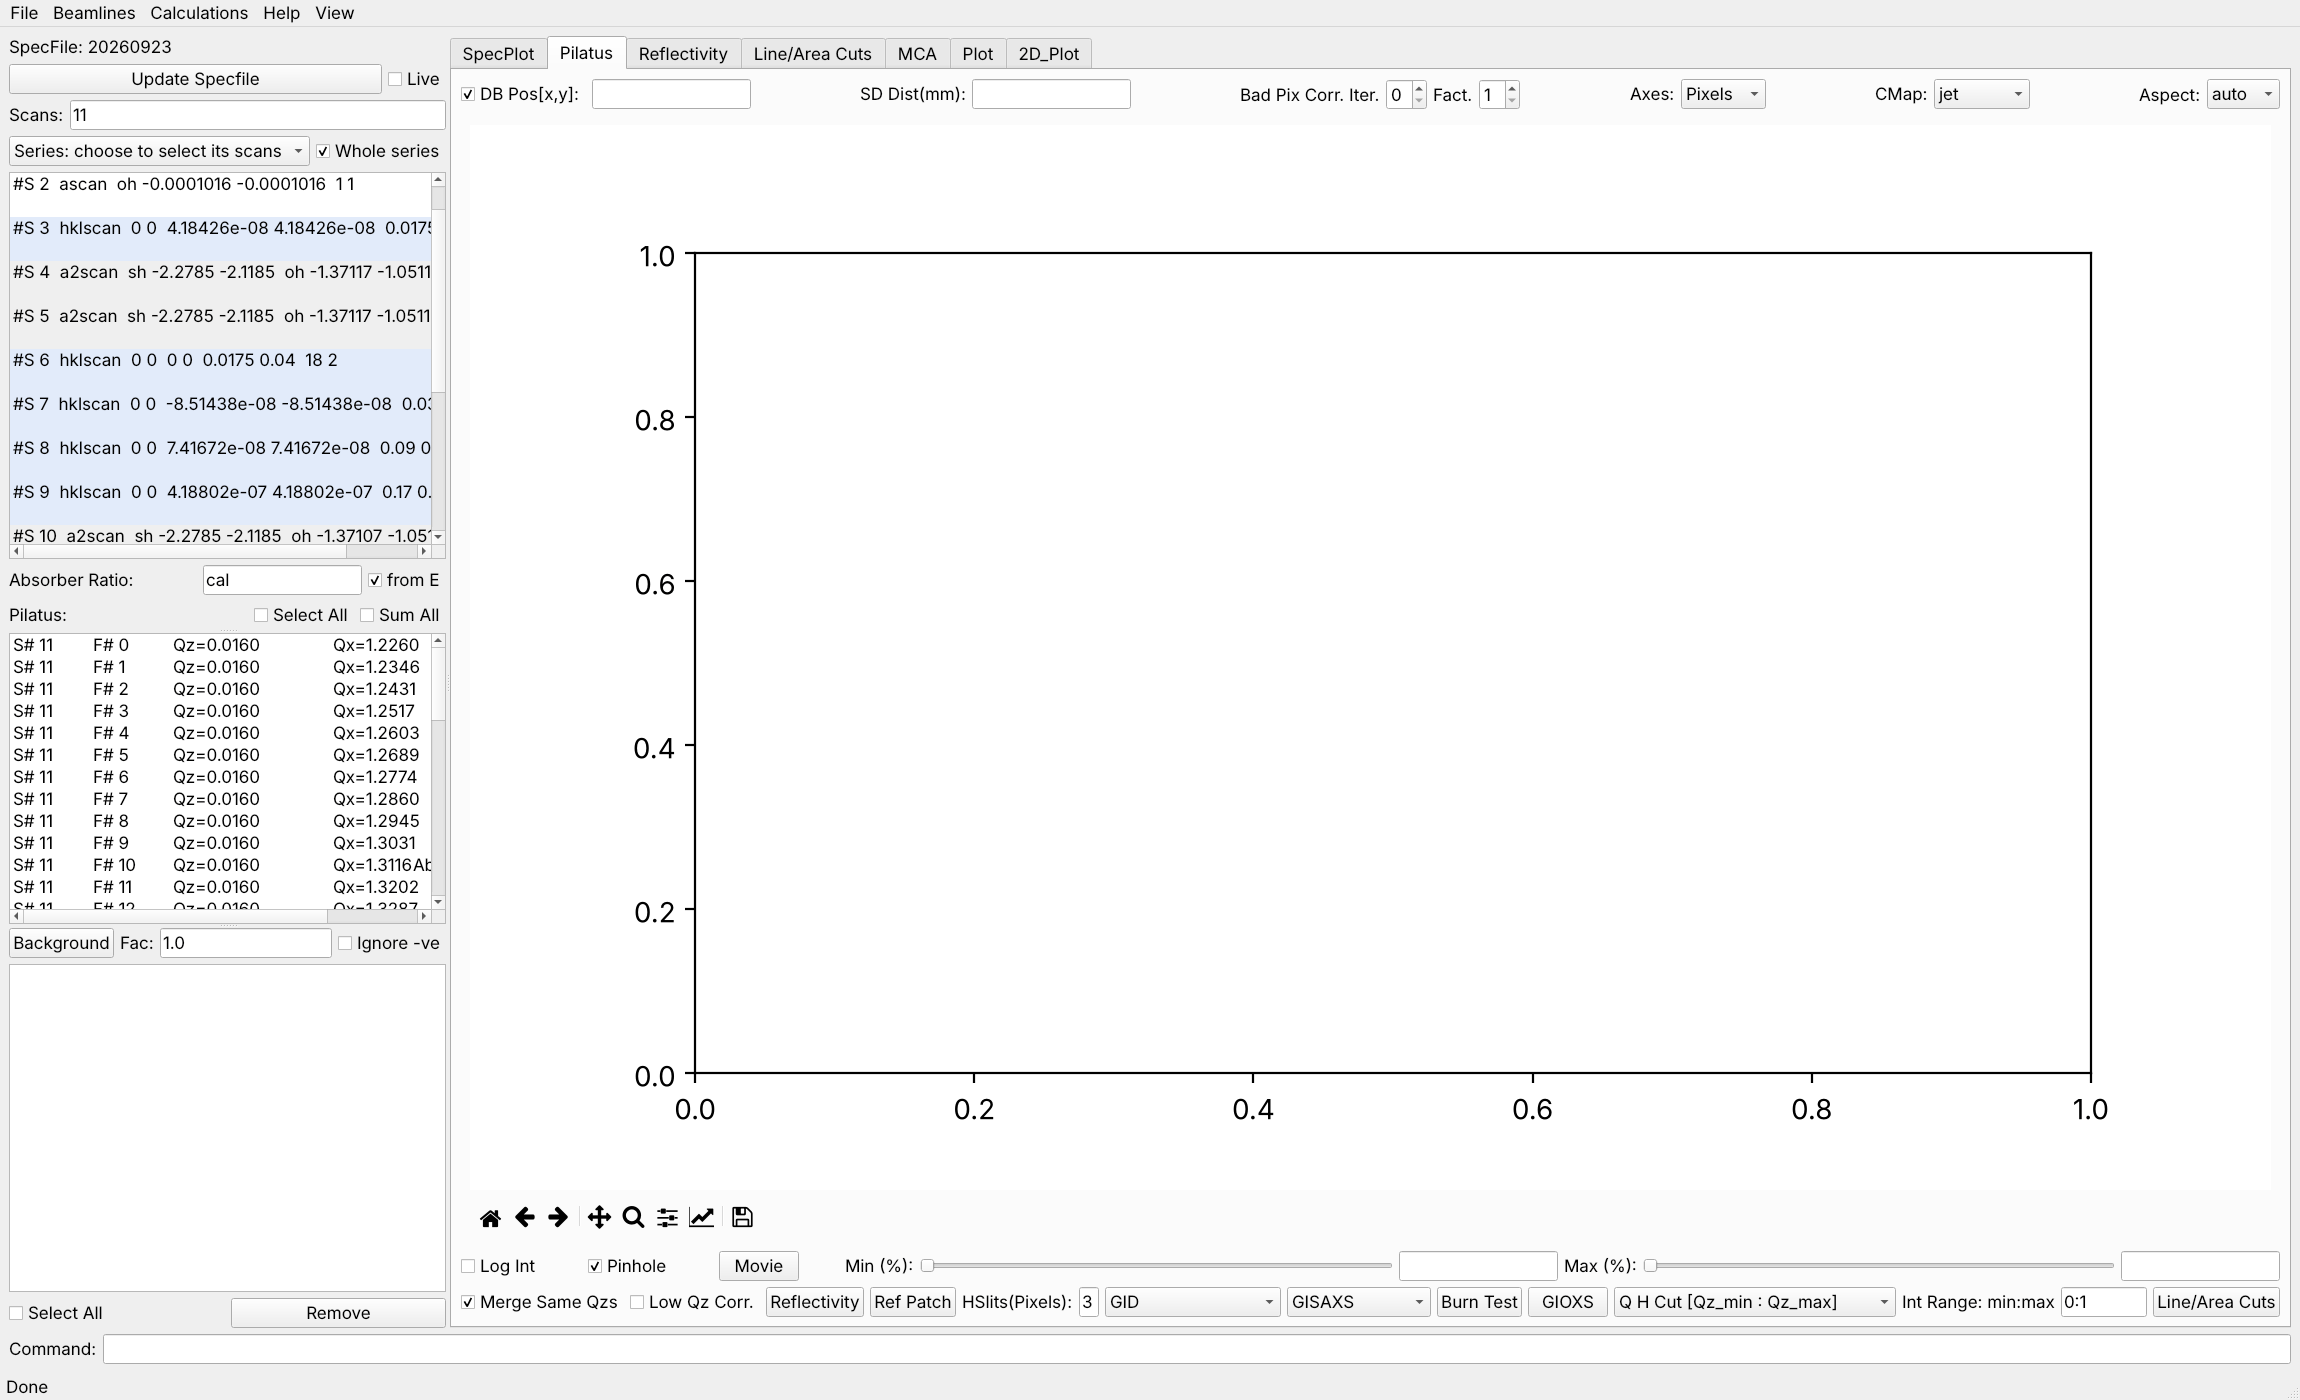 File Beamlines Calculations Help View
SpecFile: 20260923
Update Specfile Live
Scans: 11
Series: choose to select its scans Whole series
#S 2 ascan oh -0.0001016 -0.0001016 1 1
#S 3 hklscan 0 0 4.18426e-08 4.18426e-08 0.0175
#S 4 a2scan sh -2.2785 -2.1185 oh -1.37117 -1.0511
#S 5 a2scan sh -2.2785 -2.1185 oh -1.37117 -1.0511
#S 6 hklscan 0 0 0 0 0.0175 0.04 18 2
#S 7 hklscan 0 0 -8.51438e-08 -8.51438e-08
#S 8 hklscan 0 0 7.41672e-08 7.41672e-08 0.09 0
#S 9 hklscan 0 0 4.18802e-07 4.18802e-07 0.17 0.
#S 10 a2scan sh -2.2785 -2.1185 oh -1.37107
Absorber Ratio: cal from E
Pilatus: Select All Sum All
S# 11 F# 0 Qz=0.0160 Qx=1.2260
S# 11 F# 1 Qz=0.0160 Qx=1.2346
S# 11 F# 2 Qz=0.0160 Qx=1.2431
S# 11 F# 3 Qz=0.0160 Qx=1.2517
S# 11 F# 4 Qz=0.0160 Qx=1.2603
S# 11 F# 5 Qz=0.0160 Qx=1.2689
S# 11 F# 6 Qz=0.0160 Qx=1.2774
S# 11 F# 7 Qz=0.0160 Qx=1.2860
S# 11 F# 8 Qz=0.0160 Qx=1.2945
S# 11 F# 9 Qz=0.0160 Qx=1.3031
S# 11 F# 10 Qz=0.0160 Qx=1.3116
S# 11 F# 11 Qz=0.0160 Qx=1.3202
S# 11 F# 12 Qz=0.0160 Qx=1.3287
Background Fac: 1.0 Ignore -ve
Select All Remove
SpecPlot Pilatus Reflectivity Line/Area Cuts MCA Plot 2D_Plot
DB Pos[x,y]: SD Dist(mm): Bad Pix Corr. Iter. 0 Fact. 1 Axes: Pixels CMap: jet Aspect: auto
1.0
0.8
0.6
0.4
0.2
0.0
0.0 0.2 0.4 0.6 0.8 1.0
Log Int Pinhole Movie Min (%): Max (%):
Merge Same Qzs Low Qz Corr. Reflectivity Ref Patch HSlits(Pixels): 3 GID GISAXS Burn Test GIOXS Q H Cut [Qz_min : Qz_max] Int Range: min:max 0:1 Line/Area Cuts
Command:
Done